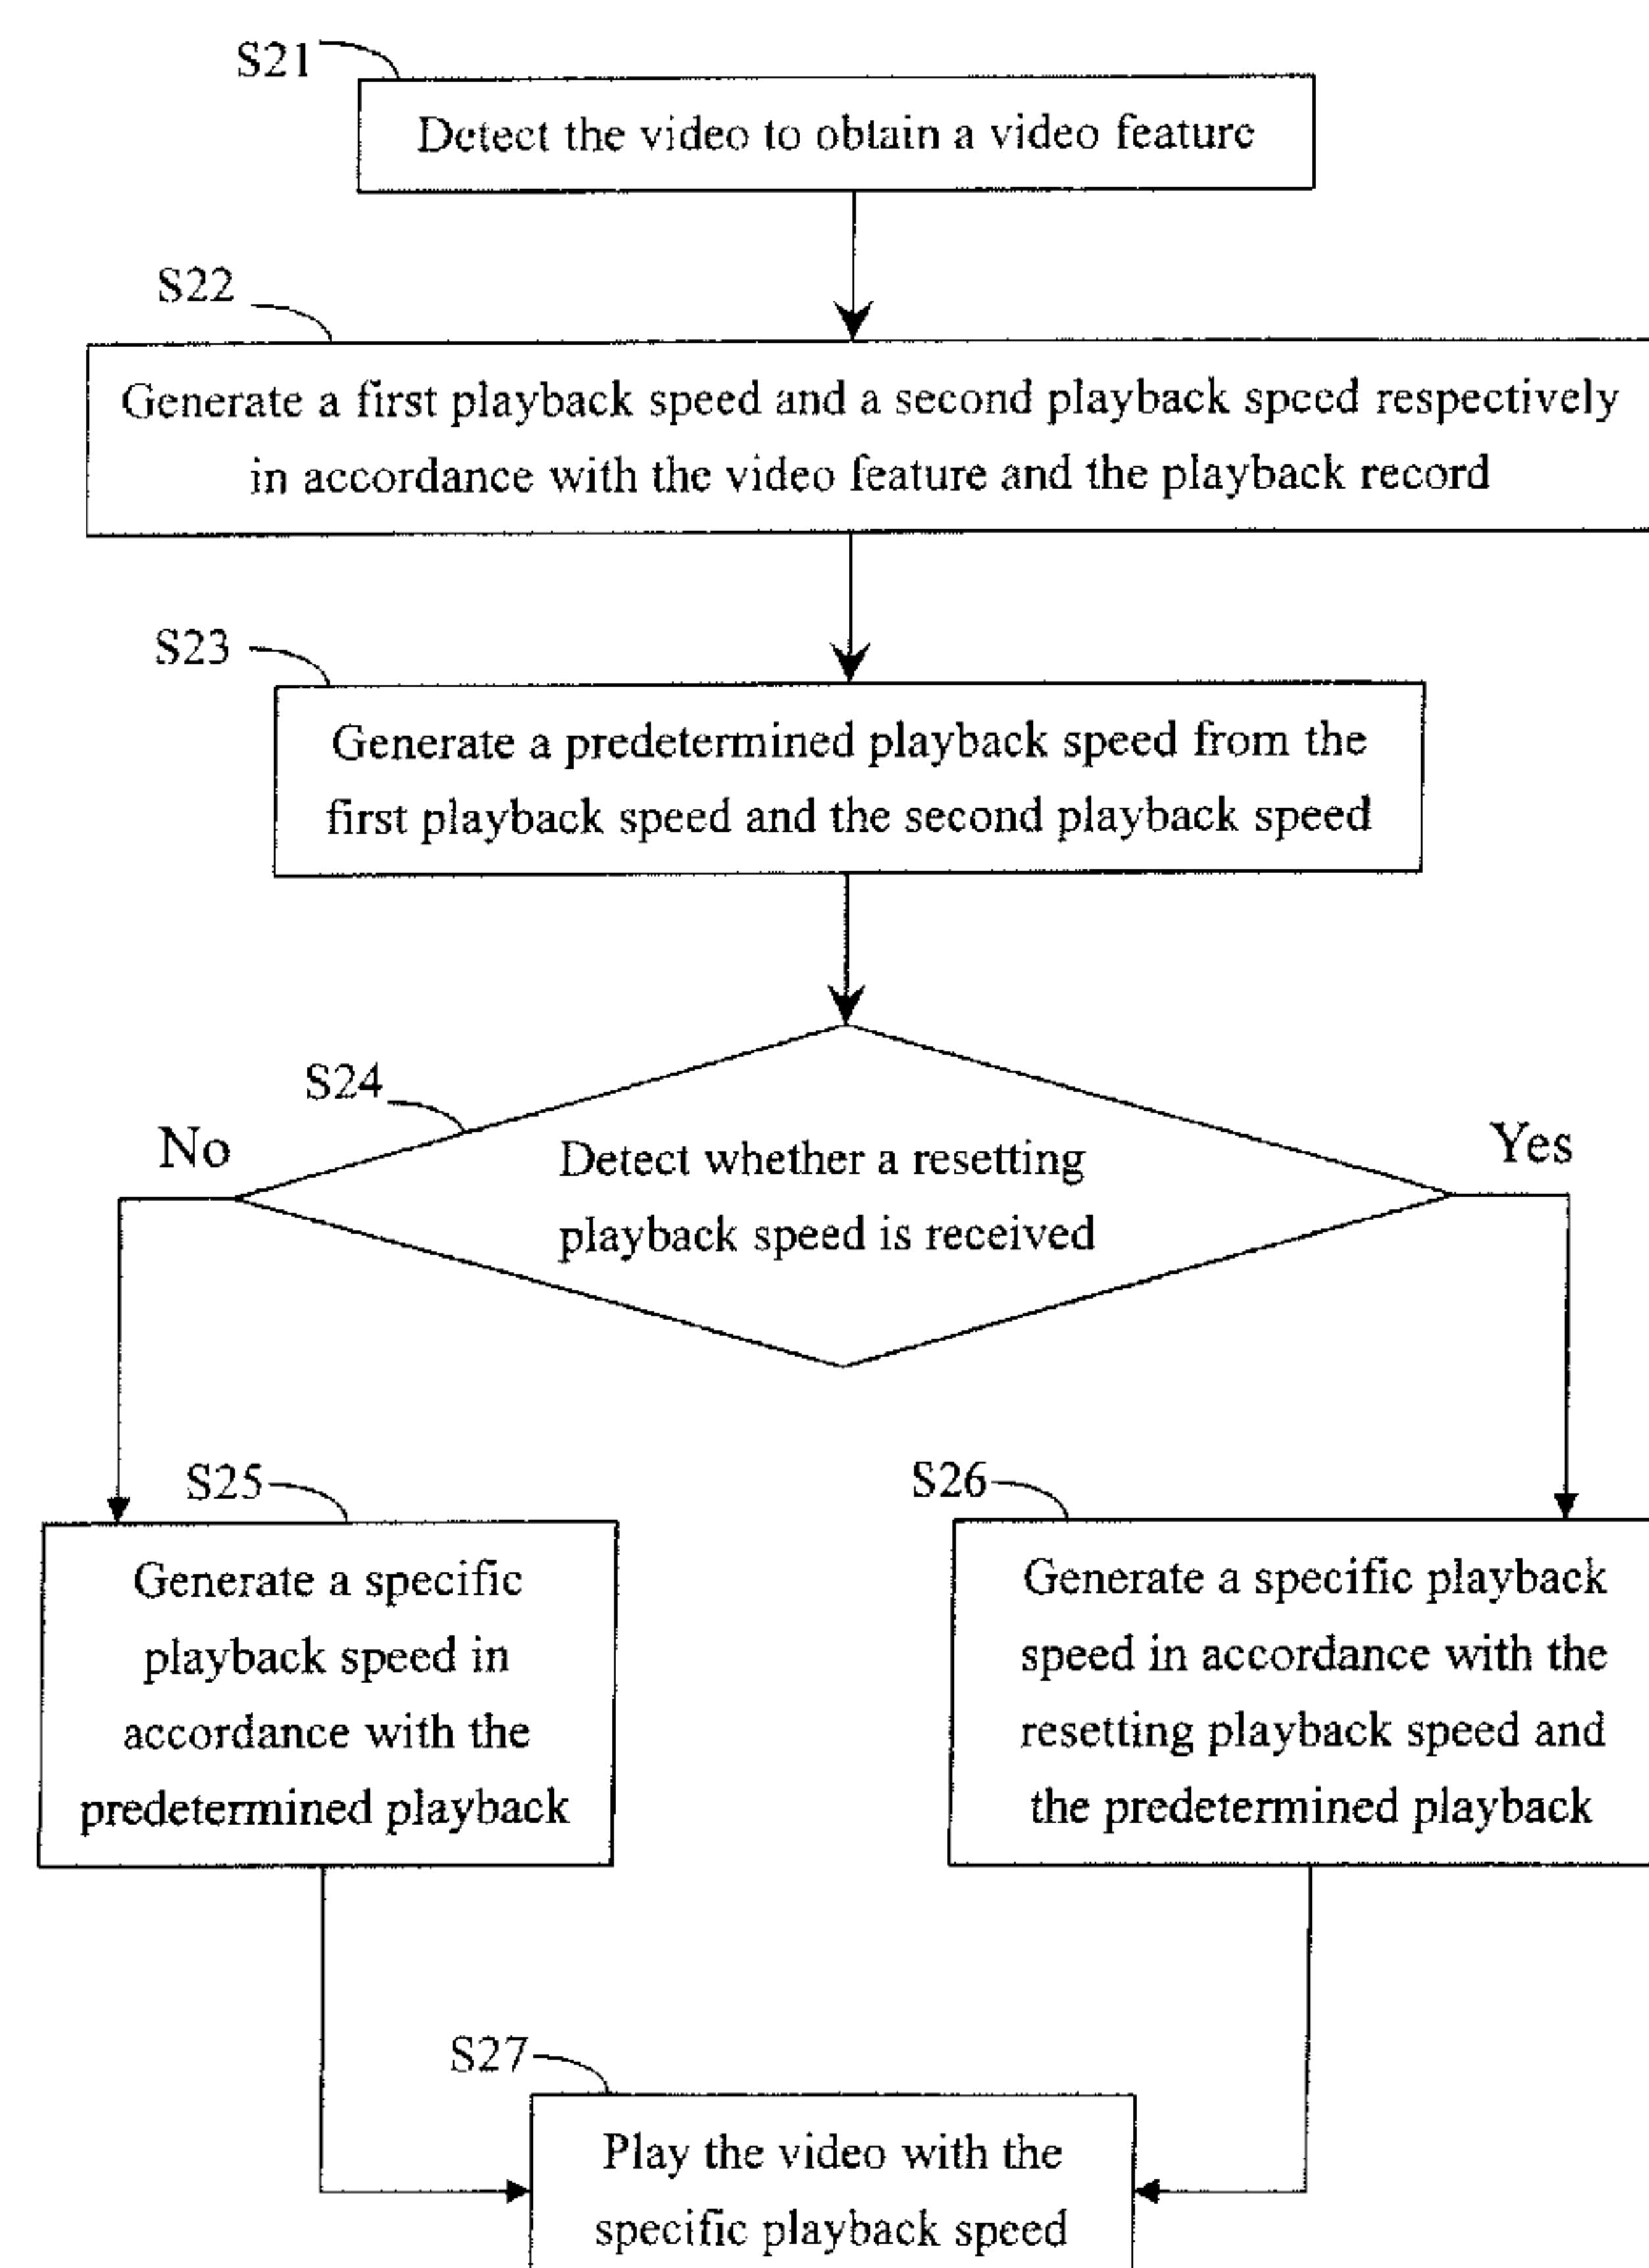 S21
Detect the video to obtain a video feature
S22
Generate a first playback speed and a second playback speed respectively
in accordance with the video feature and the playback record
S23
Generate a predetermined playback speed from the
first playback speed and the second playback speed
S24
No
Yes
Detect whether a resetting
playback speed is received
S25
Generate a specific
playback speed in
accordance with the
predetermined playback
S26
Generate a specific playback
speed in accordance with the
resetting playback speed and
the predetermined playback
S27
Play the video with the
specific playback speed